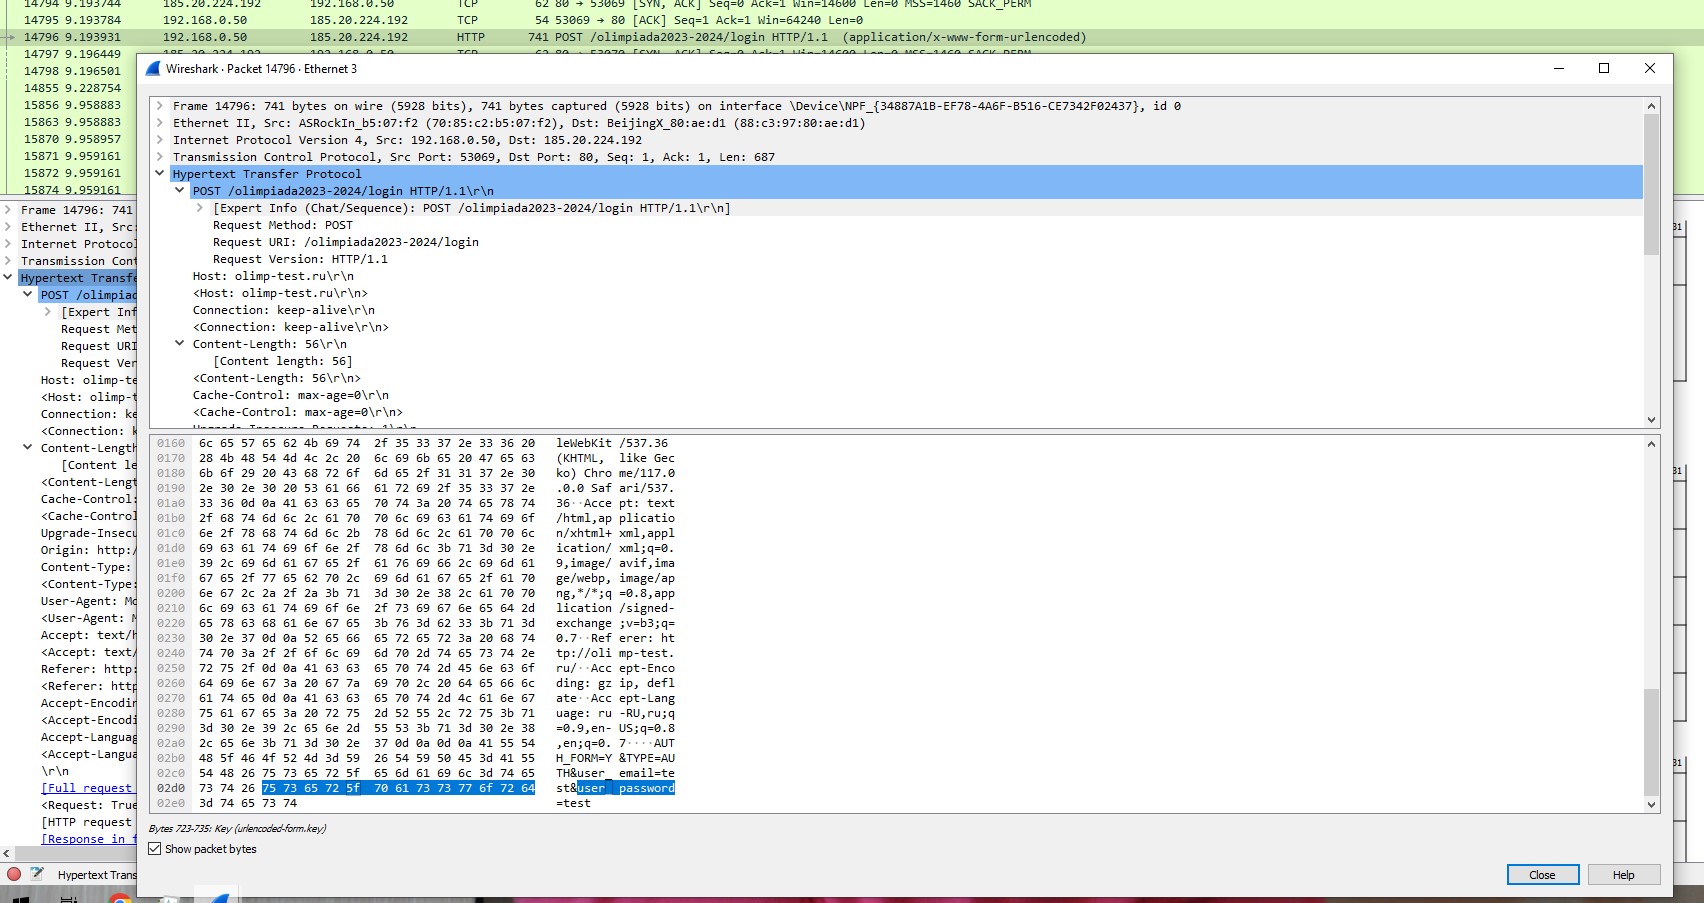 14794 9.193744 192.168.0.50 185.20.224.192 TCP 62 80 → 53069 [SYN, ACK] Seq=0 Ack=1 Win=14600 Len=0 MSS=1460 SACK_PERM
14795 9.193784 192.168.0.50 185.20.224.192 TCP 54 53069 → 80 [ACK] Seq=1 Ack=1 Win=64240 Len=0
14796 9.193931 192.168.0.50 185.20.224.192 HTTP 741 POST /olimpiada2023-2024/login HTTP/1.1 (application/x-www-form-urlencoded)
14797 9.196449 185.20.224.192 192.168.0.50 TCP 62 80 → 53070 [SYN, ACK] Seq=0 Ack=1 Win=14600 Len=0 MSS=1460 SACK_PERM
14798 9.196501
14855 9.228754
15856 9.958883
15863 9.958883
15870 9.958957
15871 9.959161
15872 9.959161
15874 9.959161
Frame 14796: 741
Ethernet II, Src:
Internet Protocol
Transmission Cont
Hypertext Transfe
POST /olimpiad
[Expert Inf
Request Met
Request URI
Request Ver
Host: olimp-te
<Host: olimp-t
Connection: ke
<Connection: k
Content-Length
[Content le
<Content-Lengt
Cache-Control:
<Cache-Control
Upgrade-Insecu
Origin: http:/
Content-Type:
<Content-Type:
User-Agent: Mo
<User-Agent: M
Accept: text/h
<Accept: text/
Referer: http:
<Referer: http
Accept-Encodin
<Accept-Encodi
Accept-Languag
<Accept-Langua
\r\n
[Full request
<Request: True
[HTTP request
[Response in f
Hypertext Trans
Wireshark · Packet 14796 · Ethernet 3
Frame 14796: 741 bytes on wire (5928 bits), 741 bytes captured (5928 bits) on interface \Device\NPF_{34887A1B-EF78-4A6F-B516-CE7342F02437}, id 0
Ethernet II, Src: ASRockIn_b5:07:f2 (70:85:c2:b5:07:f2), Dst: BeijingX_80:ae:d1 (88:c3:97:80:ae:d1)
Internet Protocol Version 4, Src: 192.168.0.50, Dst: 185.20.224.192
Transmission Control Protocol, Src Port: 53069, Dst Port: 80, Seq: 1, Ack: 1, Len: 687
Hypertext Transfer Protocol
POST /olimpiada2023-2024/login HTTP/1.1\r\n
[Expert Info (Chat/Sequence): POST /olimpiada2023-2024/login HTTP/1.1\r\n]
Request Method: POST
Request URI: /olimpiada2023-2024/login
Request Version: HTTP/1.1
Host: olimp-test.ru\r\n
<Host: olimp-test.ru\r\n>
Connection: keep-alive\r\n
<Connection: keep-alive\r\n>
Content-Length: 56\r\n
[Content length: 56]
<Content-Length: 56\r\n>
Cache-Control: max-age=0\r\n
<Cache-Control: max-age=0\r\n>
Upgrade-Insecure-Requests: 1\r\n
0160 6c 65 57 65 62 4b 69 74 2f 35 33 37 2e 33 36 20 leWebKit /537.36
0170 28 4b 48 54 4d 4c 2c 20 6c 69 6b 65 20 47 65 63 (KHTML, like Gec
0180 6b 6f 29 20 43 68 72 6f 6d 65 2f 31 31 37 2e 30 ko) Chro me/117.0
0190 2e 30 2e 30 20 53 61 66 61 72 69 2f 35 33 37 2e .0.0 Saf ari/537.
01a0 33 36 0d 0a 41 63 63 65 70 74 3a 20 74 65 78 74 36··Acce pt: text
01b0 2f 68 74 6d 6c 2c 61 70 70 6c 69 63 61 74 69 6f /html,ap plicatio
01c0 6e 2f 78 68 74 6d 6c 2b 78 6d 6c 2c 61 70 70 6c n/xhtml+ xml,appl
01d0 69 63 61 74 69 6f 6e 2f 78 6d 6c 3b 71 3d 30 2e ication/ xml;q=0.
01e0 39 2c 69 6d 61 67 65 2f 61 76 69 66 2c 69 6d 61 9,image/ avif,ima
01f0 67 65 2f 77 65 62 70 2c 69 6d 61 67 65 2f 61 70 ge/webp, image/ap
0200 6e 67 2c 2a 2f 2a 3b 71 3d 30 2e 38 2c 61 70 70 ng,*/*;q =0.8,app
0210 6c 69 63 61 74 69 6f 6e 2f 73 69 67 6e 65 64 2d lication /signed-
0220 65 78 63 68 61 6e 67 65 3b 76 3d 62 33 3b 71 3d exchange ;v=b3;q=
0230 30 2e 37 0d 0a 52 65 66 65 72 65 72 3a 20 68 74 0.7··Ref erer: ht
0240 74 70 3a 2f 2f 6f 6c 69 6d 70 2d 74 65 73 74 2e tp://oli mp-test.
0250 72 75 2f 0d 0a 41 63 63 65 70 74 2d 45 6e 63 6f ru/··Acc ept-Enco
0260 64 69 6e 67 3a 20 67 7a 69 70 2c 20 64 65 66 6c ding: gz ip, defl
0270 61 74 65 0d 0a 41 63 63 65 70 74 2d 4c 61 6e 67 ate··Acc ept-Lang
0280 75 61 67 65 3a 20 72 75 2d 52 55 2c 72 75 3b 71 uage: ru -RU,ru;q
0290 3d 30 2e 39 2c 65 6e 2d 55 53 3b 71 3d 30 2e 38 =0.9,en- US;q=0.8
02a0 2c 65 6e 3b 71 3d 30 2e 37 0d 0a 0d 0a 41 55 54 ,en;q=0. 7····AUT
02b0 48 5f 46 4f 52 4d 3d 59 26 54 59 50 45 3d 41 55 H_FORM=Y &TYPE=AU
02c0 54 48 26 75 73 65 72 5f 65 6d 61 69 6c 3d 74 65 TH&user_ email=te
02d0 73 74 26 75 73 65 72 5f 70 61 73 73 77 6f 72 64 st&user_ password
02e0 3d 74 65 73 74 =test
Bytes 723-735: Key (urlencoded-form.key)
Show packet bytes
Close Help
31
31
31